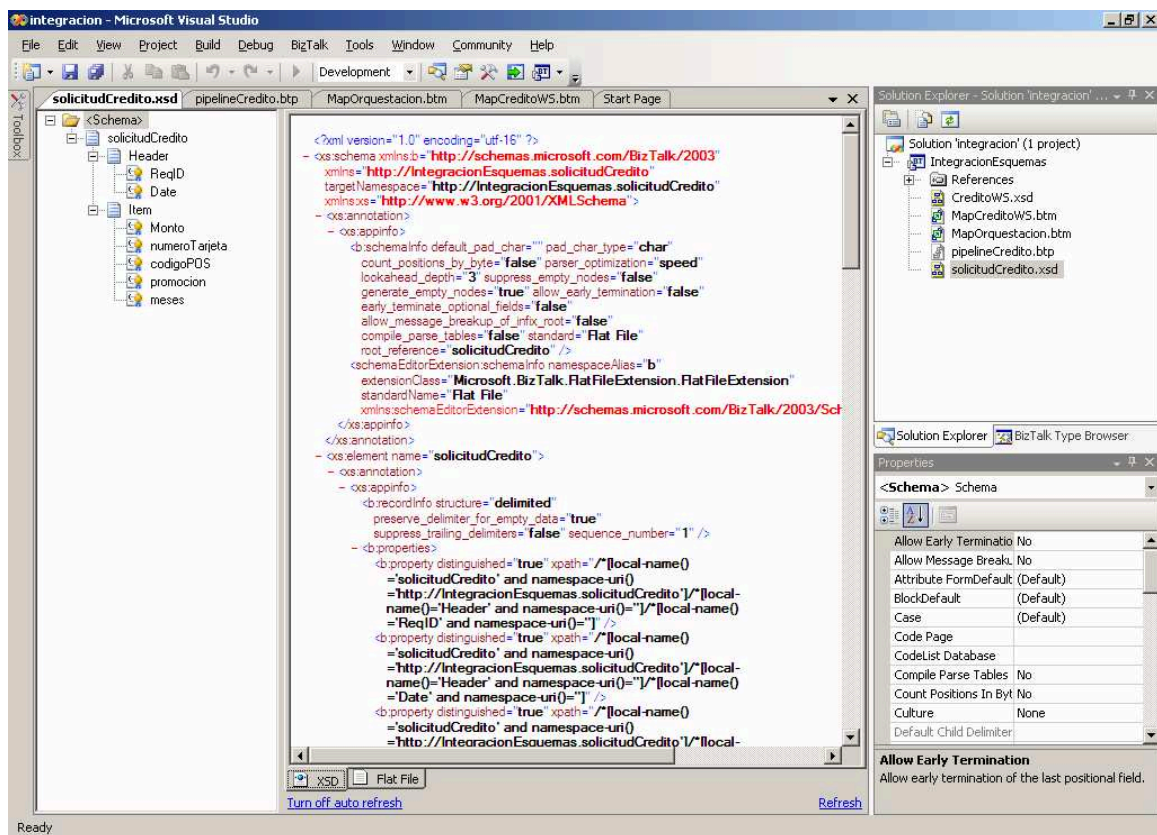 integracion - Microsoft Visual Studio
File Edit View Project Build Debug BizTalk Tools Window Community Help
Development
Toolbox
solicitudCredito.xsd pipelineCredito.btp MapOrquestacion.btm MapCreditoWS.btm Start Page
<Schema>
solicitudCredito
Header
ReqID
Date
Item
Monto
numeroTarjeta
codigoPOS
promocion
meses
<?xml version="1.0" encoding="utf-16" ?>
- <xs:schema xmlns:b="http://schemas.microsoft.com/BizTalk/2003"
xmlns="http://IntegracionEsquemas.solicitudCredito"
targetNamespace="http://IntegracionEsquemas.solicitudCredito"
xmlns:xs="http://www.w3.org/2001/XMLSchema">
- <xs:annotation>
- <xs:appinfo>
<b:schemaInfo default_pad_char="" pad_char_type="char"
count_positions_by_byte="false" parser_optimization="speed"
lookahead_depth="3" suppress_empty_nodes="false"
generate_empty_nodes="true" allow_early_termination="false"
early_terminate_optional_fields="false"
allow_message_breakup_of_infix_root="false"
compile_parse_tables="false" standard="Flat File"
root_reference="solicitudCredito" />
<schemaEditorExtension:schemaInfo namespaceAlias="b"
extensionClass="Microsoft.BizTalk.FlatFileExtension.FlatFileExtension"
standardName="Flat File"
xmlns:schemaEditorExtension="http://schemas.microsoft.com/BizTalk/2003/Sch
</xs:appinfo>
</xs:annotation>
- <xs:element name="solicitudCredito">
- <xs:annotation>
- <xs:appinfo>
<b:recordInfo structure="delimited"
preserve_delimiter_for_empty_data="true"
suppress_trailing_delimiters="false" sequence_number="1" />
- <b:properties>
<b:property distinguished="true" xpath="/*[local-name()
='solicitudCredito' and namespace-uri()
='http://IntegracionEsquemas.solicitudCredito']/*[local-
name()='Header' and namespace-uri()='']/*[local-name()
='ReqID' and namespace-uri()='']" />
<b:property distinguished="true" xpath="/*[local-name()
='solicitudCredito' and namespace-uri()
='http://IntegracionEsquemas.solicitudCredito']/*[local-
name()='Header' and namespace-uri()='']/*[local-name()
='Date' and namespace-uri()='']" />
<b:property distinguished="true" xpath="/*[local-name()
='solicitudCredito' and namespace-uri()
='http://IntegracionEsquemas.solicitudCredito']/*[local-
XSD Flat File
Turn off auto refresh Refresh
Solution Explorer - Solution 'integracion' ...
Solution 'integracion' (1 project)
IntegracionEsquemas
References
CreditoWS.xsd
MapCreditoWS.btm
MapOrquestacion.btm
pipelineCredito.btp
solicitudCredito.xsd
Solution Explorer BizTalk Type Browser
Properties
<Schema> Schema
Allow Early Terminatio No
Allow Message Breaku No
Attribute FormDefault (Default)
BlockDefault (Default)
Case (Default)
Code Page
CodeList Database
Compile Parse Tables No
Count Positions In Byt No
Culture None
Default Child Delimiter
Allow Early Termination
Allow early termination of the last positional field.
Ready